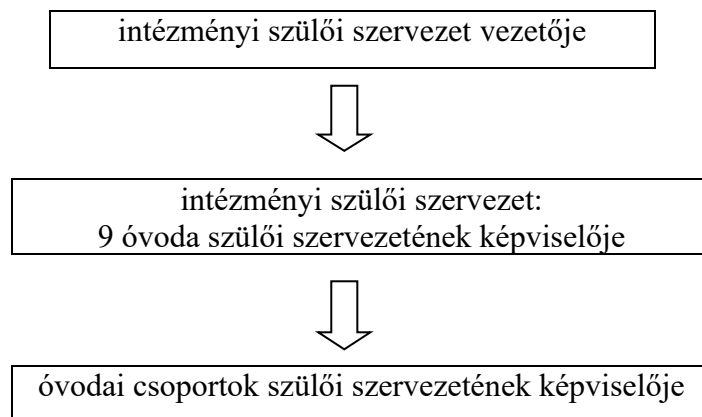 intézményi szülői szervezet vezetője
intézményi szülői szervezet:
9 óvoda szülői szervezetének képviselője
óvodai csoportok szülői szervezetének képviselője